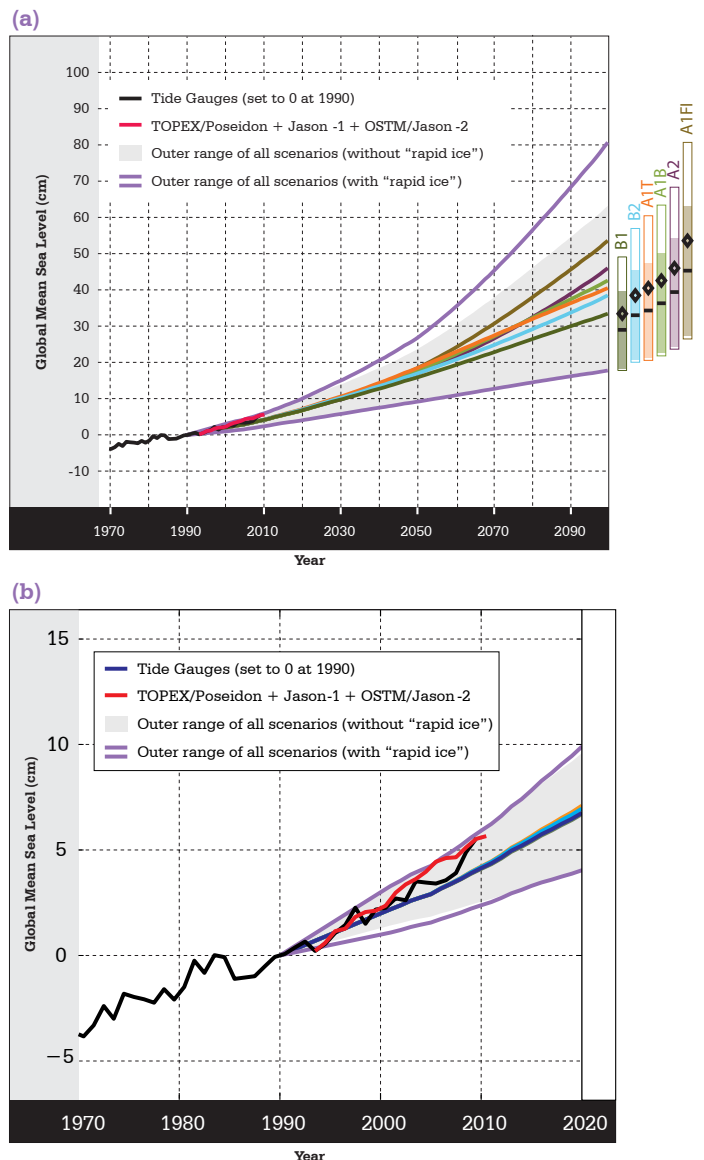 (a)
100
90
80
70
60
50
40
30
20
10
0
-10
Global Mean Sea Level (cm)
Tide Gauges (set to 0 at 1990)
TOPEX/Poseidon + Jason -1 + OSTM/Jason -2
Outer range of all scenarios (without “rapid ice”)
Outer range of all scenarios (with “rapid ice”)
B1
B2
A1T
A1B
A2
A1FI
1970 1990 2010 2030 2050 2070 2090
Year
(b)
15
10
5
0
−5
Global Mean Sea Level (cm)
Tide Gauges (set to 0 at 1990)
TOPEX/Poseidon + Jason-1 + OSTM/Jason-2
Outer range of all scenarios (without “rapid ice”)
Outer range of all scenarios (with “rapid ice”)
1970 1980 1990 2000 2010 2020
Year